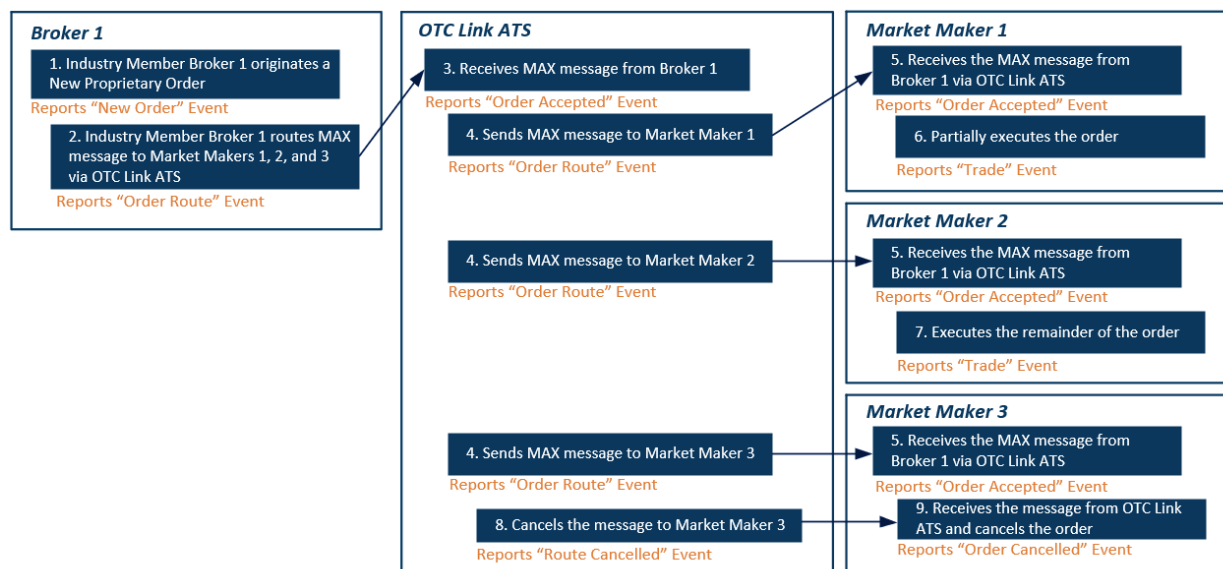 Broker 1
1. Industry Member Broker 1 originates a
New Proprietary Order
Reports “New Order” Event
2. Industry Member Broker 1 routes MAX
message to Market Makers 1, 2, and 3
via OTC Link ATS
Reports “Order Route” Event
OTC Link ATS
3. Receives MAX message from Broker 1
Reports “Order Accepted” Event
4. Sends MAX message to Market Maker 1
Reports “Order Route” Event
4. Sends MAX message to Market Maker 2
Reports “Order Route” Event
4. Sends MAX message to Market Maker 3
Reports “Order Route” Event
8. Cancels the message to Market Maker 3
Reports “Route Cancelled” Event
Market Maker 1
5. Receives the MAX message from
Broker 1 via OTC Link ATS
Reports “Order Accepted” Event
6. Partially executes the order
Reports “Trade” Event
Market Maker 2
5. Receives the MAX message from
Broker 1 via OTC Link ATS
Reports “Order Accepted” Event
7. Executes the remainder of the order
Reports “Trade” Event
Market Maker 3
5. Receives the MAX message from
Broker 1 via OTC Link ATS
Reports “Order Accepted” Event
9. Receives the message from OTC Link
ATS and cancels the order
Reports “Order Cancelled” Event